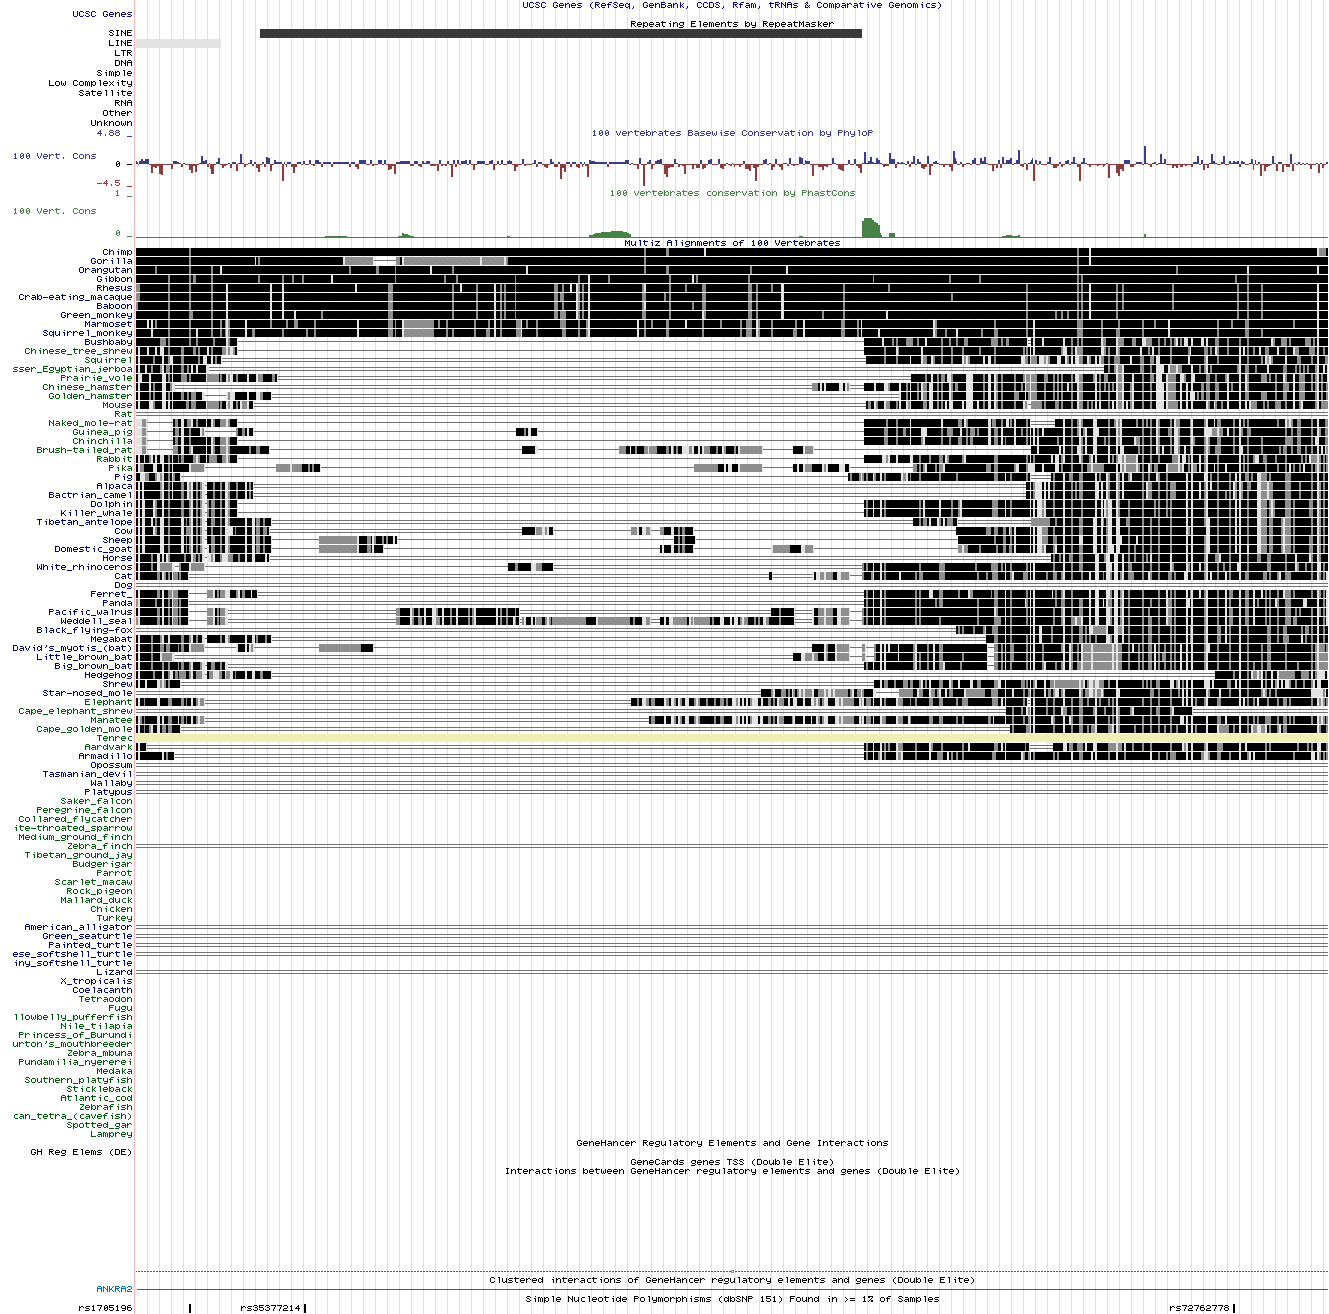 UCSC Genes (RefSeq, GenBank, CCDS, Rfam, tRNAs & Comparative Genomics)
UCSC Genes
Repeating Elements by RepeatMasker
SINE
LINE
LTR
DNA
Simple
Low Complexity
Satellite
RNA
Other
Unknown
4.88 _
100 vertebrates Basewise Conservation by PhyloP
100 Vert. Cons
0 _
-4.5 _
100 vertebrates conservation by PhastCons
1 _
100 Vert. Cons
0 _
Multiz Alignments of 100 Vertebrates
Chimp
Gorilla
Orangutan
Gibbon
Rhesus
Crab-eating_macaque
Baboon
Green_monkey
Marmoset
Squirrel_monkey
Bushbaby
Chinese_tree_shrew
Squirrel
sser_Egyptian_jerboa
Prairie_vole
Chinese_hamster
Golden_hamster
Mouse
Rat
Naked_mole-rat
Guinea_pig
Chinchilla
Brush-tailed_rat
Rabbit
Pika
Pig
Alpaca
Bactrian_camel
Dolphin
Killer_whale
Tibetan_antelope
Cow
Sheep
Domestic_goat
Horse
White_rhinoceros
Cat
Dog
Ferret_
Panda
Pacific_walrus
Weddell_seal
Black_flying-fox
Megabat
David's_myotis_(bat)
Little_brown_bat
Big_brown_bat
Hedgehog
Shrew
Star-nosed_mole
Elephant
Cape_elephant_shrew
Manatee
Cape_golden_mole
Tenrec
Aardvark
Armadillo
Opossum
Tasmanian_devil
Wallaby
Platypus
Saker_falcon
Peregrine_falcon
Collared_flycatcher
ite-throated_sparrow
Medium_ground_finch
Zebra_finch
Tibetan_ground_jay
Budgerigar
Parrot
Scarlet_macaw
Rock_pigeon
Mallard_duck
Chicken
Turkey
American_alligator
Green_seaturtle
Painted_turtle
ese_softshell_turtle
iny_softshell_turtle
Lizard
X_tropicalis
Coelacanth
Tetraodon
Fugu
llowbelly_pufferfish
Nile_tilapia
Princess_of_Burundi
urton's_mouthbreeder
Zebra_mbuna
Pundamilia_nyererei
Medaka
Southern_platyfish
Stickleback
Atlantic_cod
Zebrafish
can_tetra_(cavefish)
Spotted_gar
Lamprey
GeneHancer Regulatory Elements and Gene Interactions
GH Reg Elems (DE)
GeneCards genes TSS (Double Elite)
Interactions between GeneHancer regulatory elements and genes (Double Elite)
Clustered interactions of GeneHancer regulatory elements and genes (Double Elite)
ANKRA2
Simple Nucleotide Polymorphisms (dbSNP 151) Found in >= 1% of Samples
rs1705196
rs35377214
rs72762778